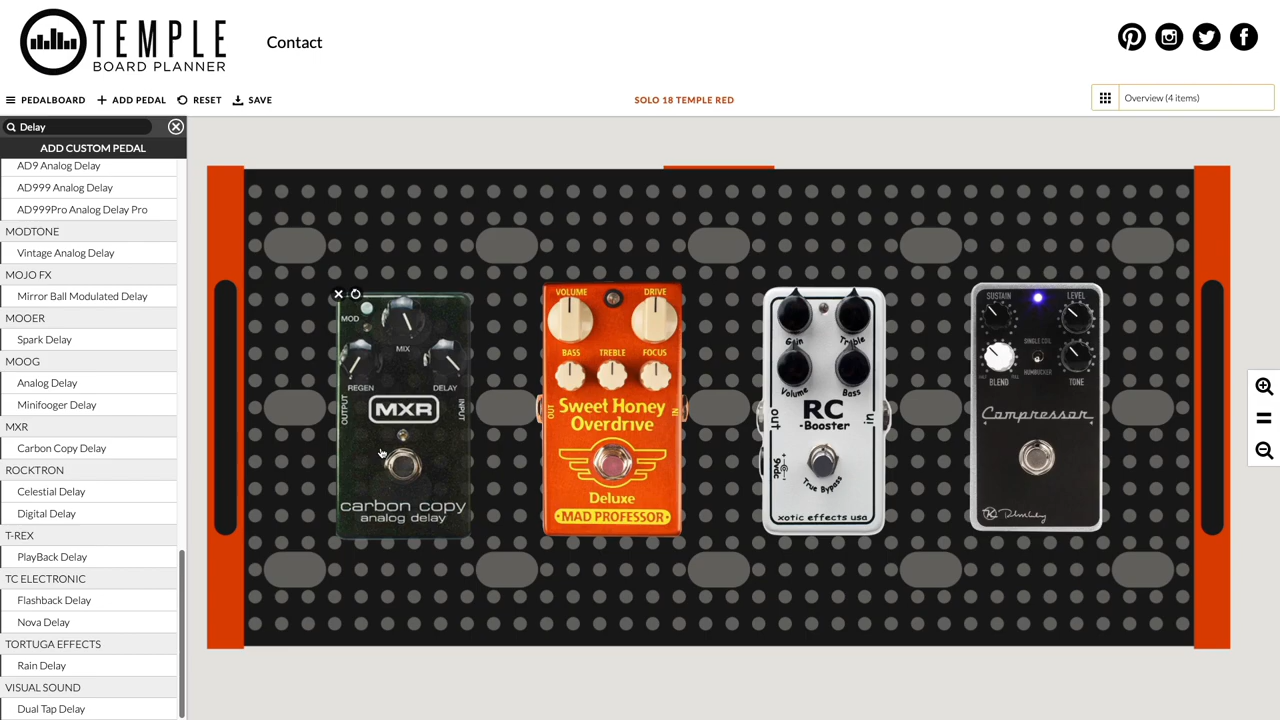 TEMPLE
BOARD PLANNER
Contact
PEDALBOARD
ADD PEDAL
RESET
SAVE
SOLO 18 TEMPLE RED
Overview (4 items)
Delay
ADD CUSTOM PEDAL
AD9 Analog Delay
AD999 Analog Delay
AD999Pro Analog Delay Pro
MODTONE
Vintage Analog Delay
MOJO FX
Mirror Ball Modulated Delay
MOOER
Spark Delay
MOOG
Analog Delay
Minifooger Delay
MXR
Carbon Copy Delay
ROCKTRON
Celestial Delay
Digital Delay
T-REX
PlayBack Delay
TC ELECTRONIC
Flashback Delay
Nova Delay
TORTUGA EFFECTS
Rain Delay
VISUAL SOUND
Dual Tap Delay
MOD
MIX
REGEN
DELAY
OUTPUT
INPUT
MXR
carbon copy
analog delay
VOLUME
DRIVE
BASS
TREBLE
FOCUS
OUT
IN
Sweet Honey
Overdrive
Deluxe
•MAD PROFESSOR•
Gain
Treble
Volume
Bass
out
in
RC
-Booster
9vdc
True Bypass
xotic effects usa
SUSTAIN
LEVEL
SINGLE COIL
HUMBUCKER
BLEND
TONE
Compressor